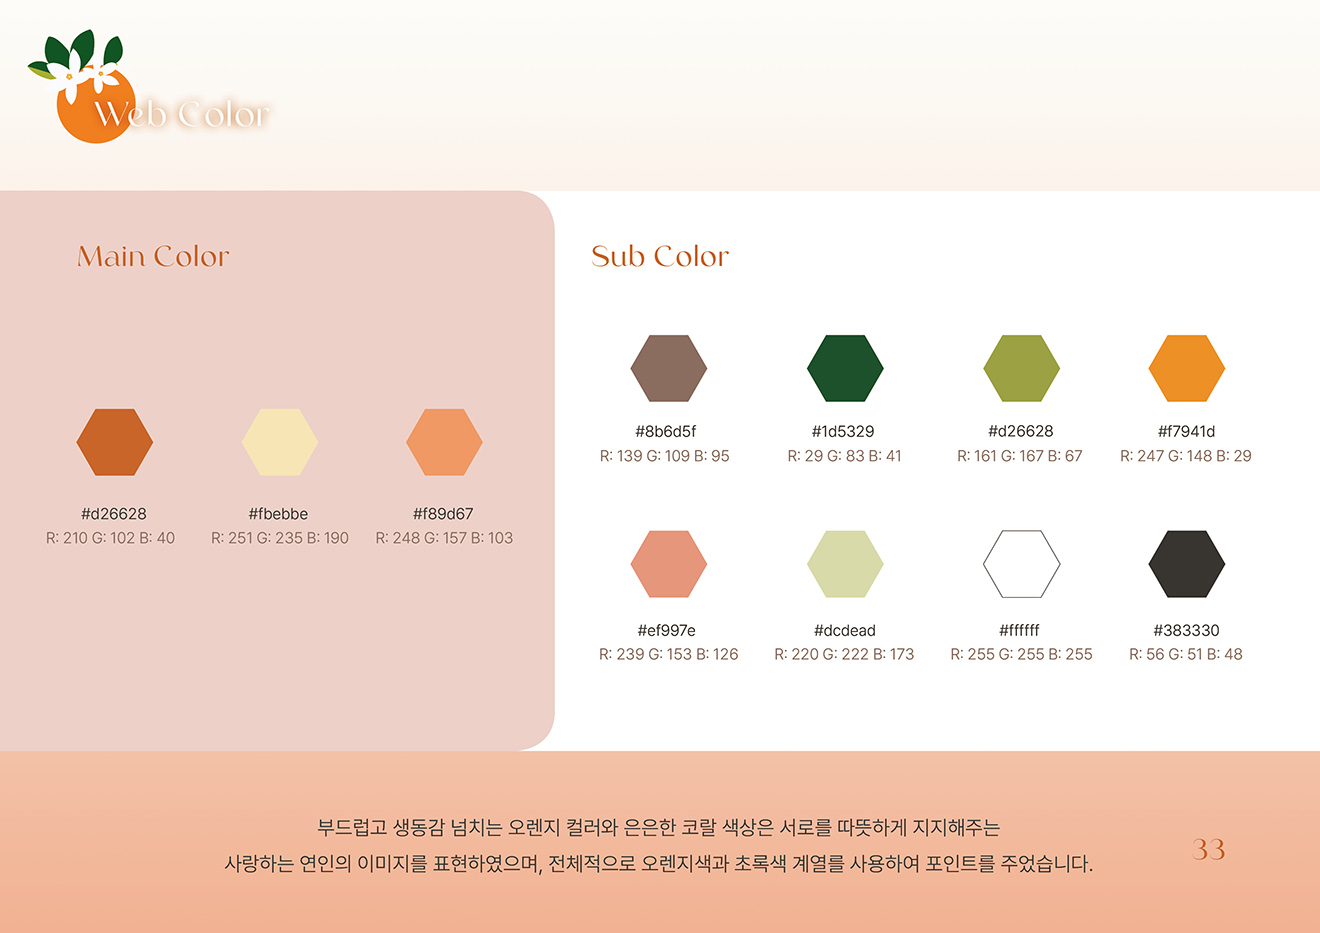 Web Color
Main Color
#d26628
R: 210 G: 102 B: 40
#fbebbe
R: 251 G: 235 B: 190
#f89d67
R: 248 G: 157 B: 103
Sub Color
#8b6d5f
R: 139 G: 109 B: 95
#1d5329
R: 29 G: 83 B: 41
#d26628
R: 161 G: 167 B: 67
#f7941d
R: 247 G: 148 B: 29
#ef997e
R: 239 G: 153 B: 126
#dcdead
R: 220 G: 222 B: 173
#ffffff
R: 255 G: 255 B: 255
#383330
R: 56 G: 51 B: 48
부드럽고 생동감 넘치는 오렌지 컬러와 은은한 코랄 색상은 서로를 따뜻하게 지지해주는
사랑하는 연인의 이미지를 표현하였으며, 전체적으로 오렌지색과 초록색 계열을 사용하여 포인트를 주었습니다.
33